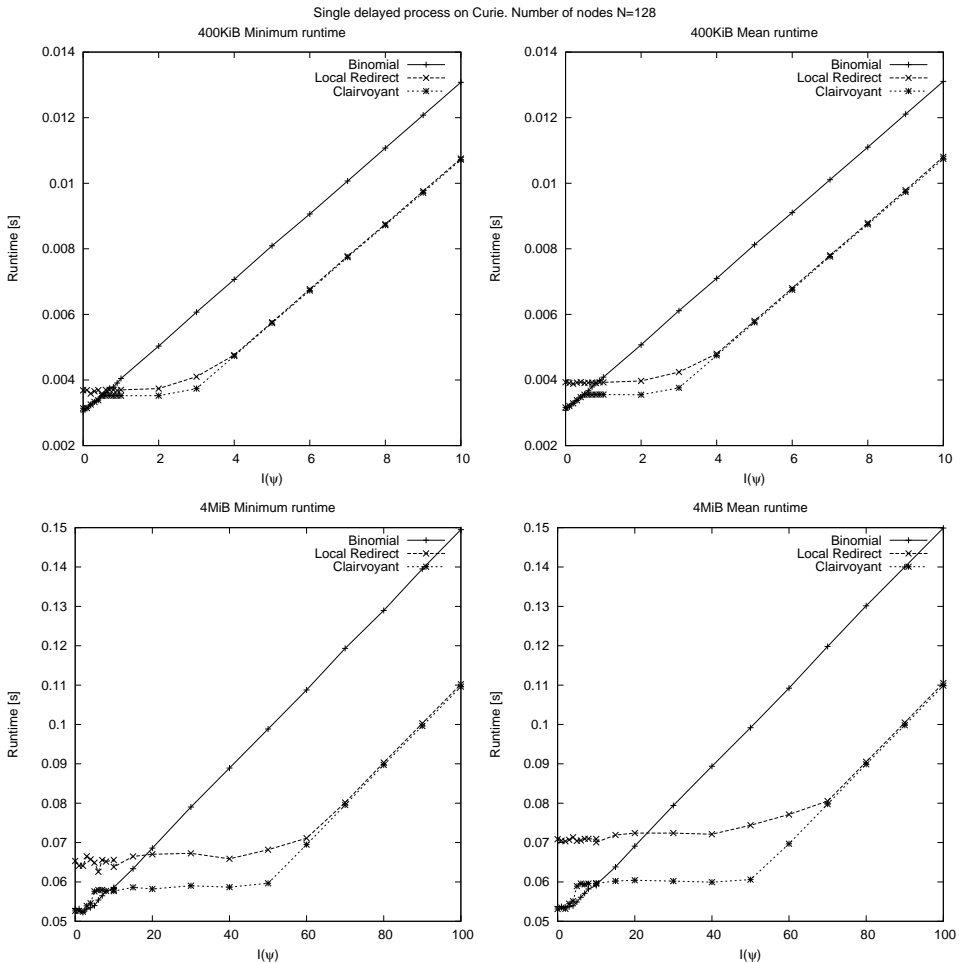 Single delayed process on Curie. Number of nodes N=128
400KiB Minimum runtime
Runtime [s]
0.014
0.012
0.01
0.008
0.006
0.004
0.002
0 2 4 6 8 10
I(ψ)
Binomial
Local Redirect
Clairvoyant
400KiB Mean runtime
Runtime [s]
0.014
0.012
0.01
0.008
0.006
0.004
0.002
0 2 4 6 8 10
I(ψ)
Binomial
Local Redirect
Clairvoyant
4MiB Minimum runtime
Runtime [s]
0.15
0.14
0.13
0.12
0.11
0.1
0.09
0.08
0.07
0.06
0.05
0 20 40 60 80 100
I(ψ)
Binomial
Local Redirect
Clairvoyant
4MiB Mean runtime
Runtime [s]
0.15
0.14
0.13
0.12
0.11
0.1
0.09
0.08
0.07
0.06
0.05
0 20 40 60 80 100
I(ψ)
Binomial
Local Redirect
Clairvoyant